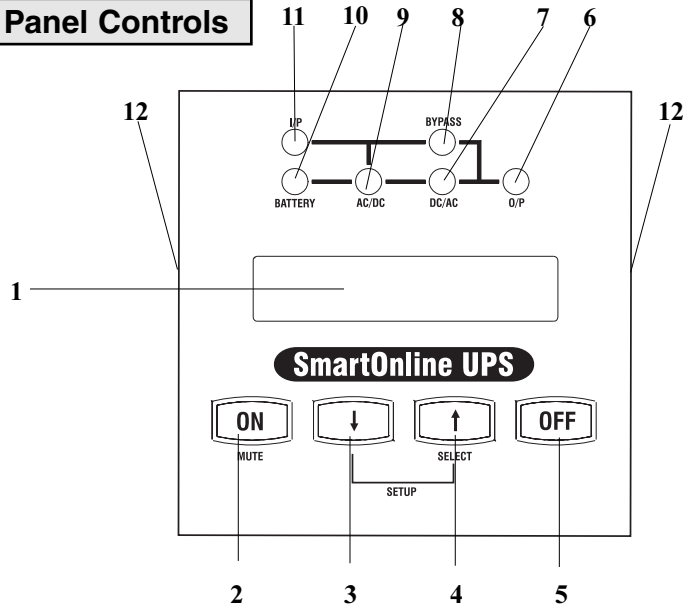 Panel Controls
11 10 9 8 7 6
12 12
I/P BYPASS
BATTERY AC/DC DC/AC O/P
1
SmartOnline UPS
ON ↓ ↑ OFF
MUTE SELECT
SETUP
2 3 4 5